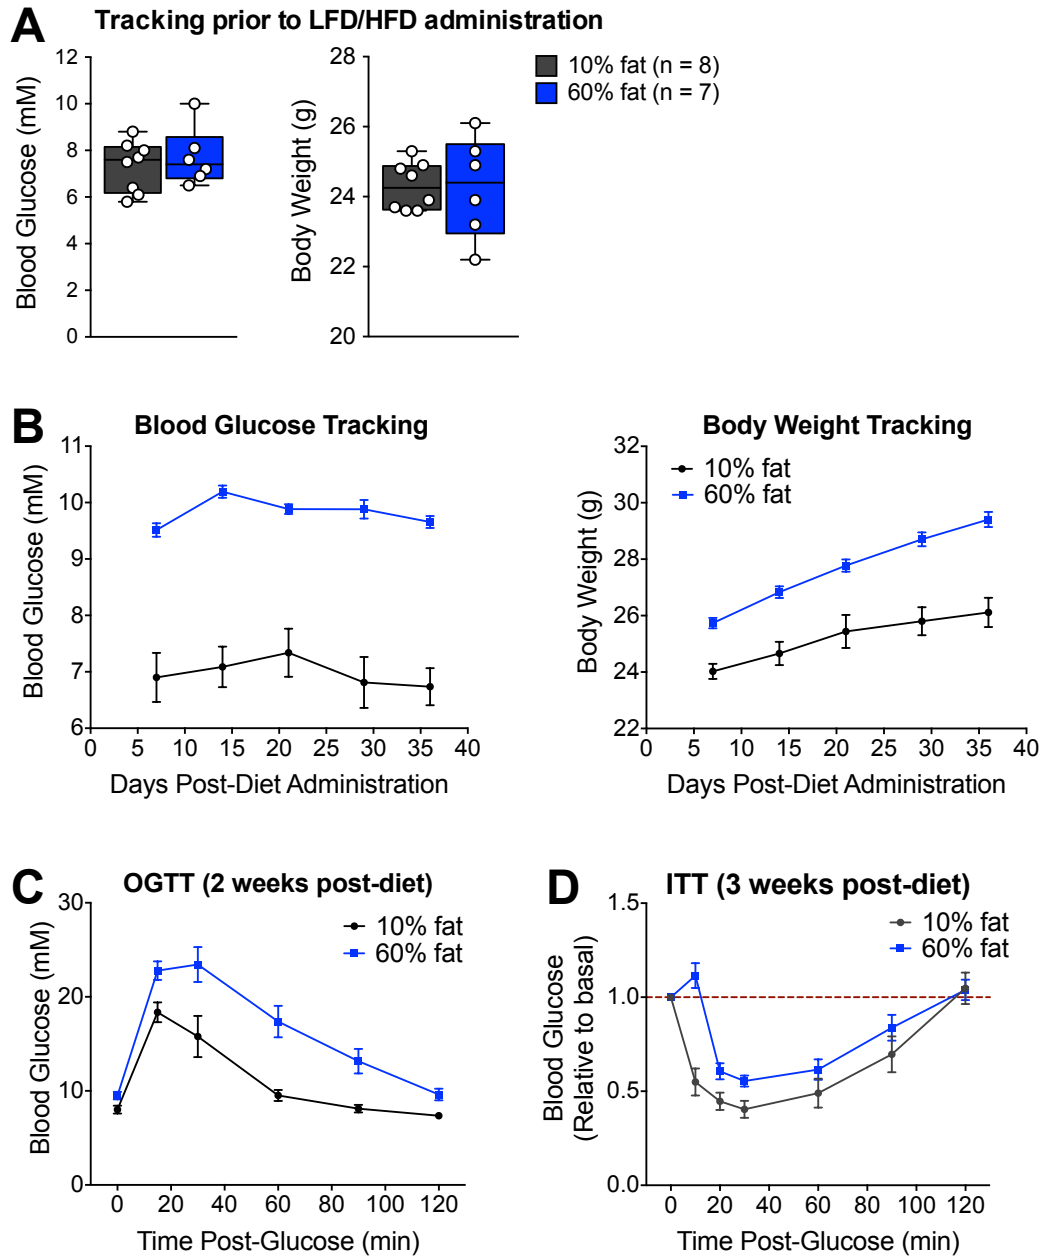 A
Tracking prior to LFD/HFD administration
Blood Glucose (mM)
12
10
8
6
4
2
0
Body Weight (g)
28
26
24
22
20
10% fat (n = 8)
60% fat (n = 7)
B
Blood Glucose Tracking
Blood Glucose (mM)
11
10
9
8
7
6
0 5 10 15 20 25 30 35 40
Days Post-Diet Administration
Body Weight Tracking
Body Weight (g)
32
30
28
26
24
22
10% fat
60% fat
0 5 10 15 20 25 30 35 40
Days Post-Diet Administration
C
OGTT (2 weeks post-diet)
Blood Glucose (mM)
30
20
10
0
10% fat
60% fat
0 20 40 60 80 100 120
Time Post-Glucose (min)
D
ITT (3 weeks post-diet)
Blood Glucose
(Relative to basal)
1.5
1.0
0.5
0.0
10% fat
60% fat
0 20 40 60 80 100 120
Time Post-Glucose (min)